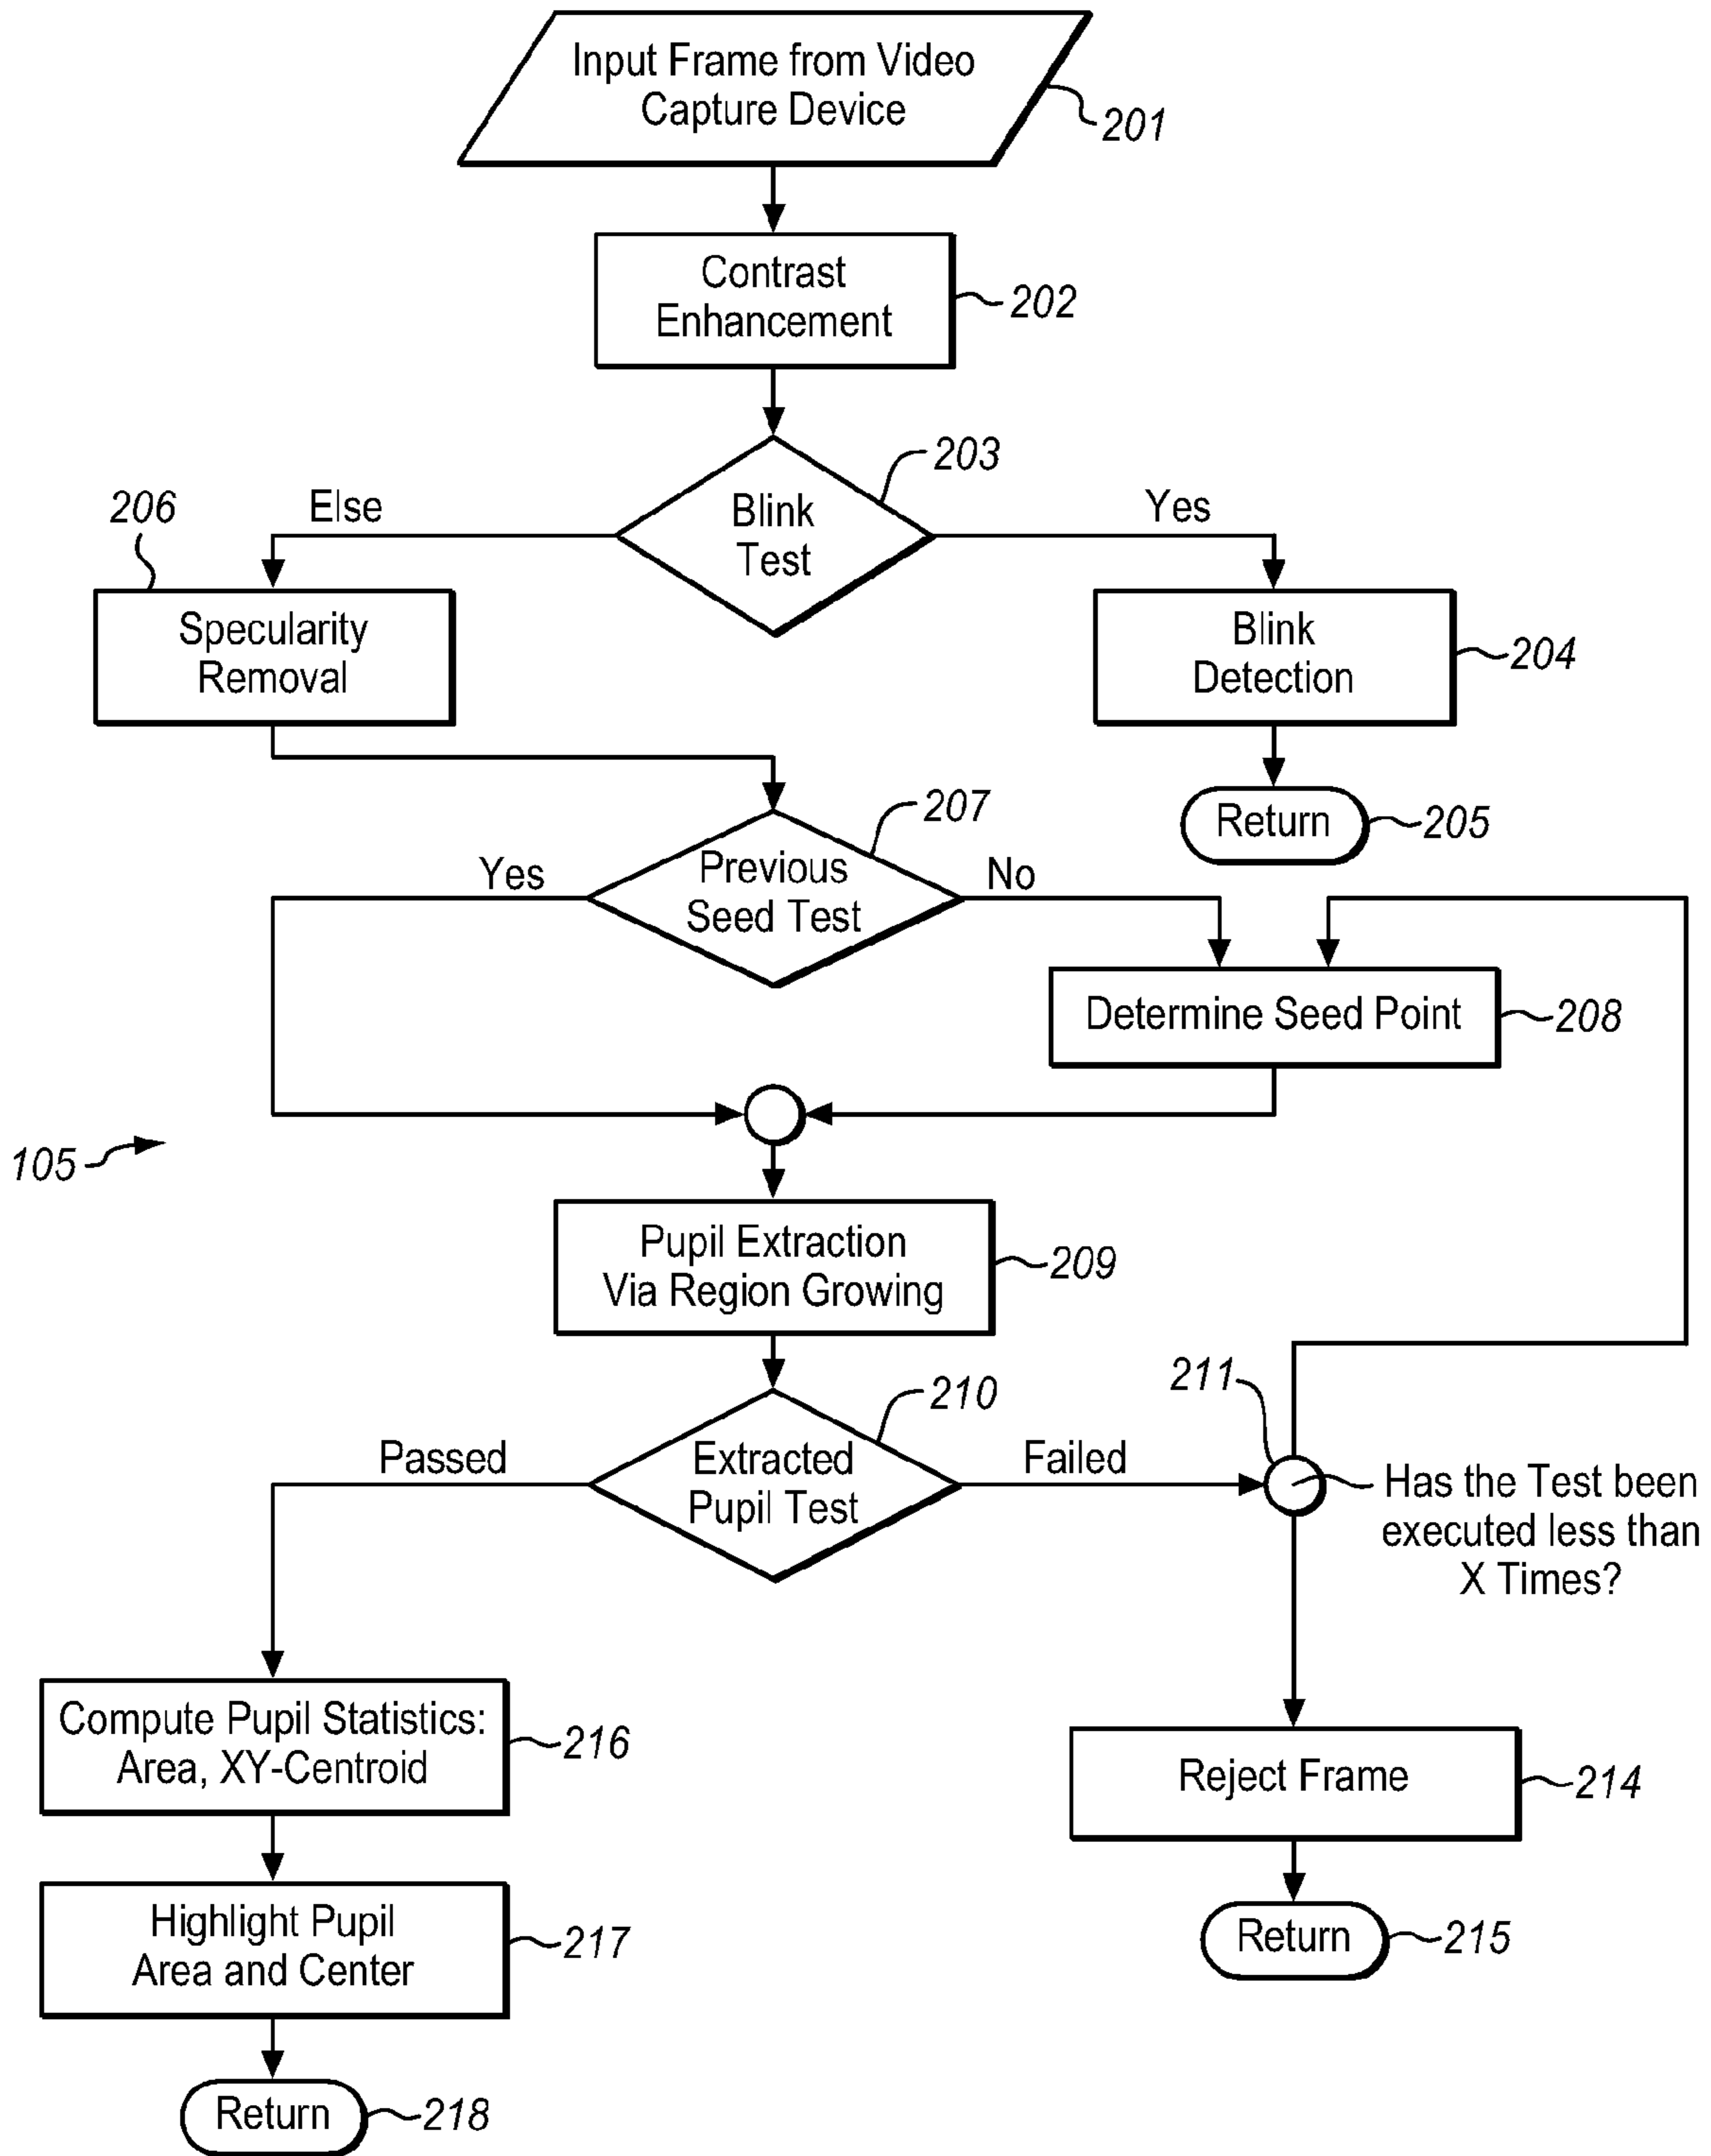 Input Frame from Video
Capture Device
201
Contrast
Enhancement
202
203
Blink
Test
206
Else
Yes
Specularity
Removal
Blink
Detection
204
Return
205
207
Previous
Seed Test
Yes
No
Determine Seed Point
208
105
Pupil Extraction
Via Region Growing
209
210
Extracted
Pupil Test
Passed
Failed
211
Has the Test been
executed less than
X Times?
Compute Pupil Statistics:
Area, XY-Centroid
216
Reject Frame
214
Highlight Pupil
Area and Center
217
Return
215
Return
218